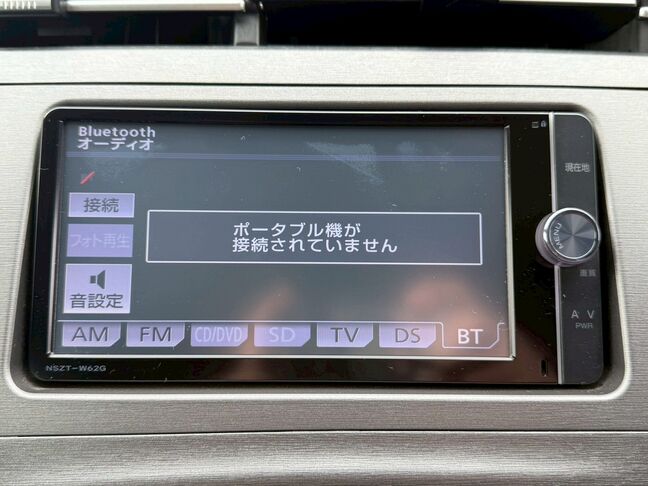 Bluetooth
オーディオ
接続
フォト再生
音設定
ポータブル機が
接続されていません
AM
FM
CD/DVD
SD
TV
DS
BT
NSZT-W62G
現在地
MENU
画質
A V
PWR